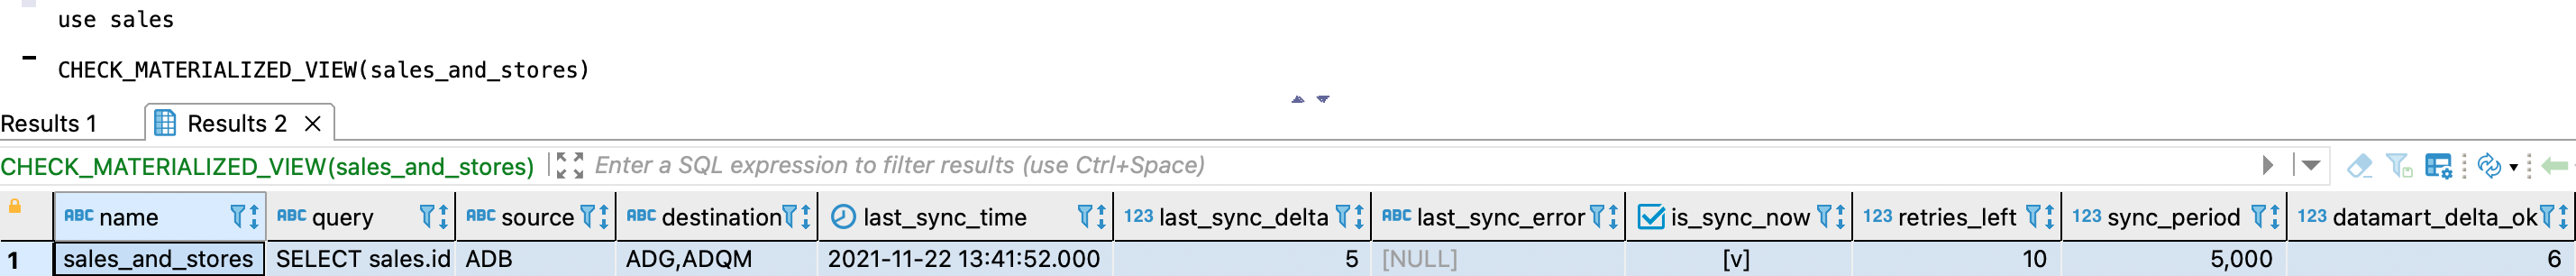 use sales
CHECK_MATERIALIZED_VIEW(sales_and_stores)
Results 1 Results 2
CHECK_MATERIALIZED_VIEW(sales_and_stores) Enter a SQL expression to filter results (use Ctrl+Space)
ABC name ABC query ABC source ABC destination last_sync_time 123 last_sync_delta ABC last_sync_error is_sync_now 123 retries_left 123 sync_period 123 datamart_delta_ok
1 sales_and_stores SELECT sales.id ADB ADG,ADQM 2021-11-22 13:41:52.000 5 [NULL] [v] 10 5,000 6